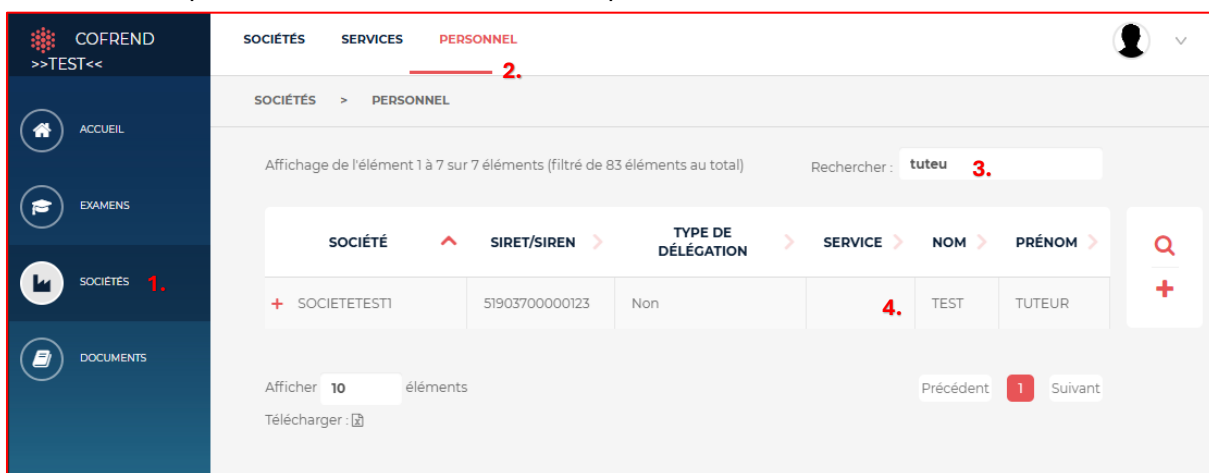 COFREND
>>TEST<<
SOCIÉTÉS SERVICES PERSONNEL
2.
SOCIÉTÉS > PERSONNEL
ACCUEIL
EXAMENS
SOCIÉTÉS 1.
DOCUMENTS
Affichage de l'élément 1 à 7 sur 7 éléments (filtré de 83 éléments au total) Rechercher : tuteu 3.
SOCIÉTÉ SIRET/SIREN TYPE DE DÉLÉGATION SERVICE NOM PRÉNOM
+ SOCIETETEST1 51903700000123 Non 4. TEST TUTEUR
Afficher 10 éléments Précédent 1 Suivant
Télécharger :